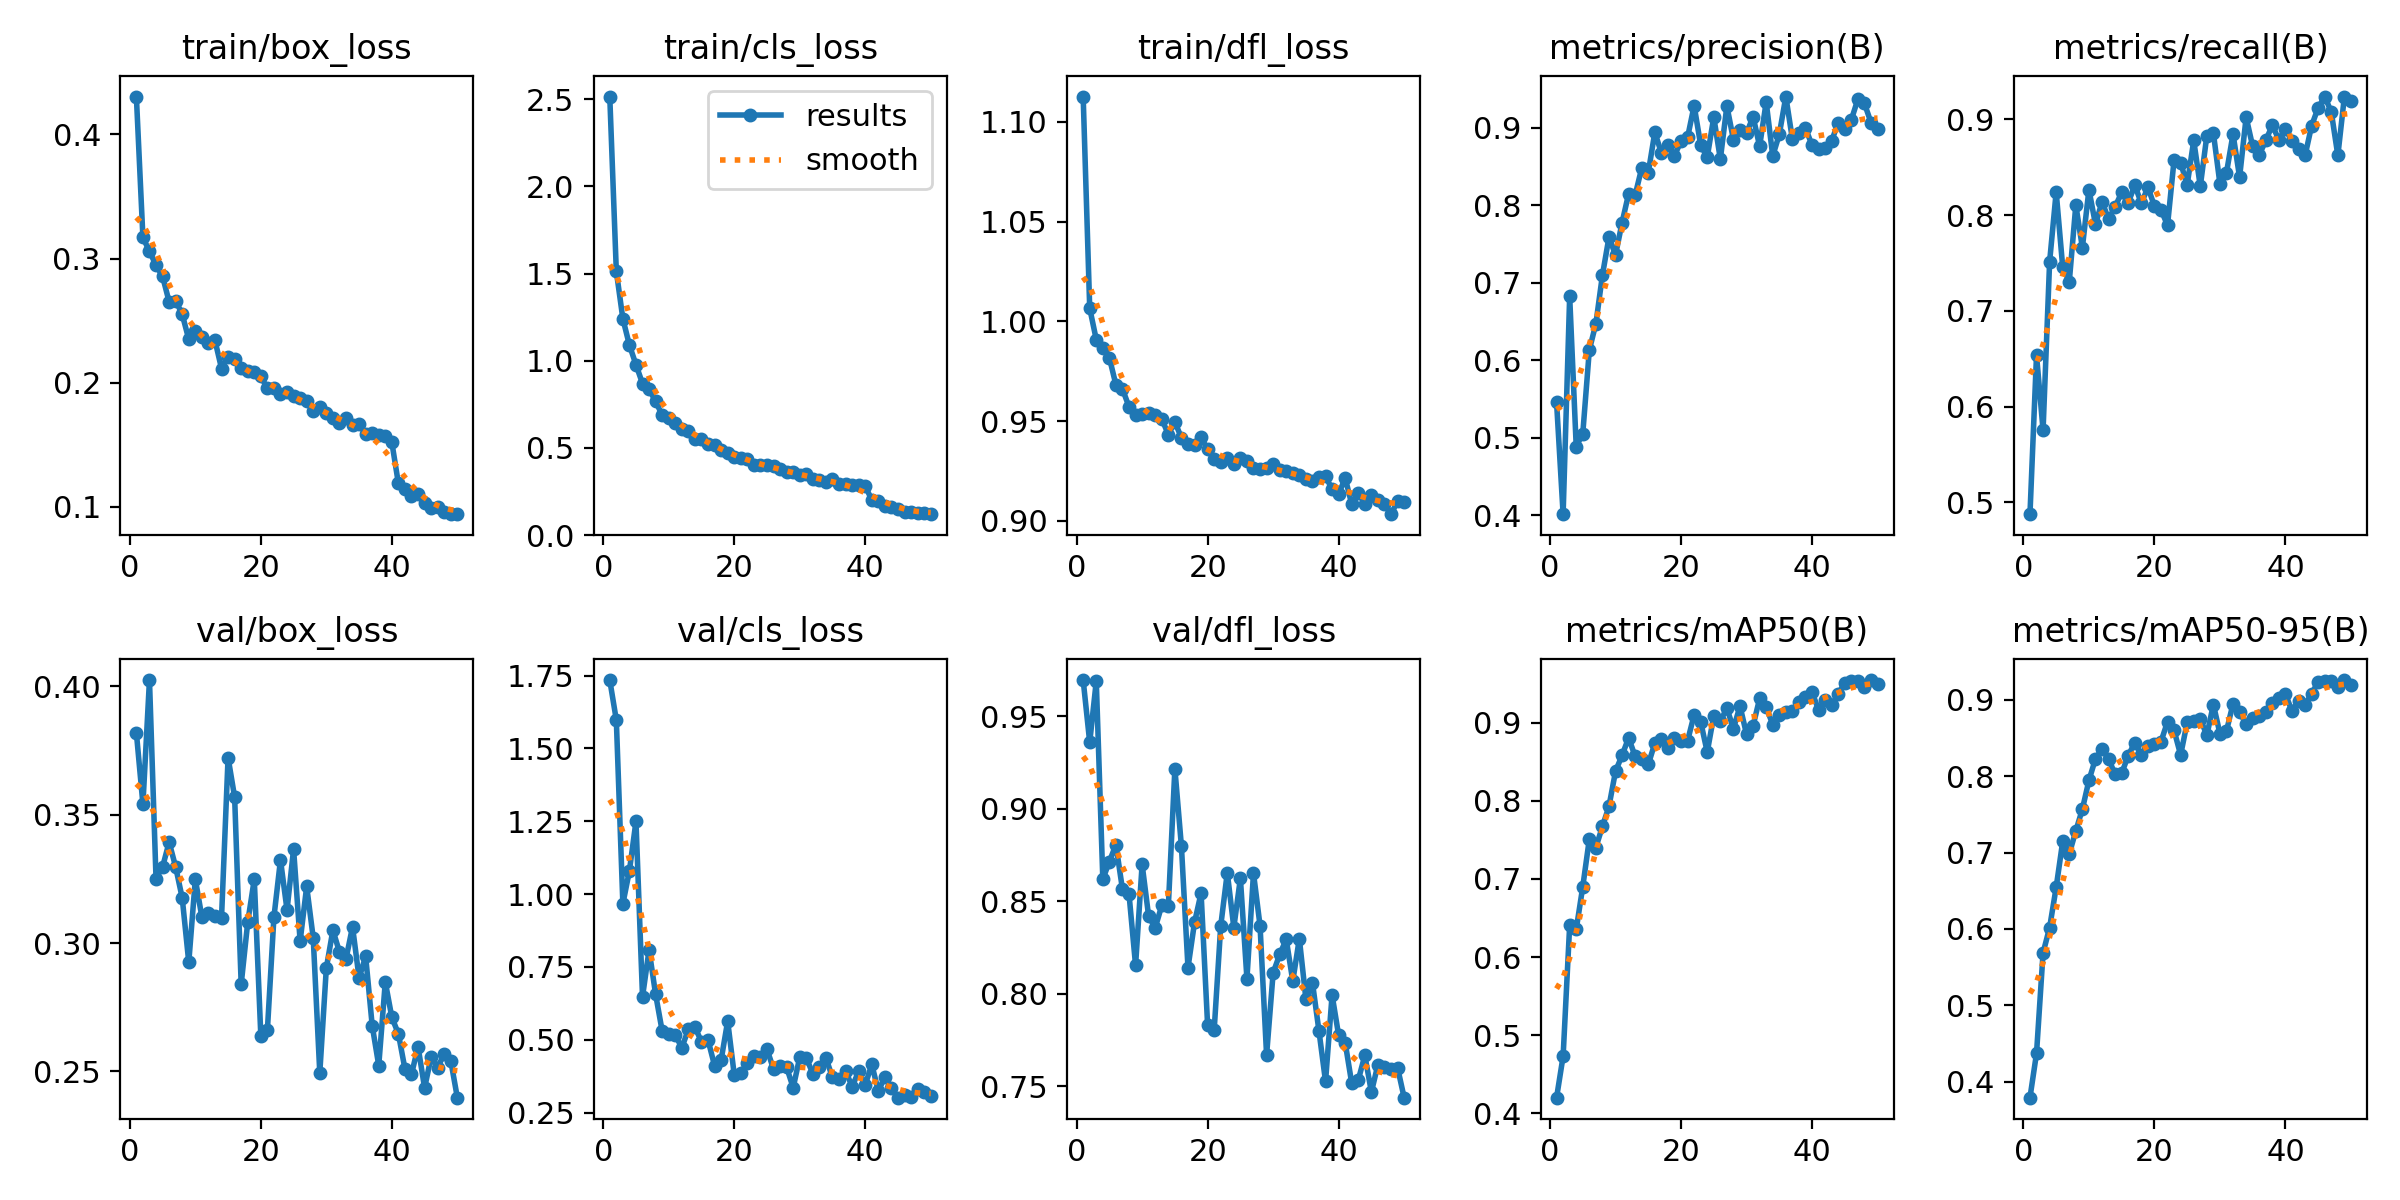 train/box_loss
0.4
0.3
0.2
0.1
0 20 40
train/cls_loss
results
smooth
2.5
2.0
1.5
1.0
0.5
0.0
0 20 40
train/dfl_loss
1.10
1.05
1.00
0.95
0.90
0 20 40
metrics/precision(B)
0.9
0.8
0.7
0.6
0.5
0.4
0 20 40
metrics/recall(B)
0.9
0.8
0.7
0.6
0.5
0 20 40
val/box_loss
0.40
0.35
0.30
0.25
0 20 40
val/cls_loss
1.75
1.50
1.25
1.00
0.75
0.50
0.25
0 20 40
val/dfl_loss
0.95
0.90
0.85
0.80
0.75
0 20 40
metrics/mAP50(B)
0.9
0.8
0.7
0.6
0.5
0.4
0 20 40
metrics/mAP50-95(B)
0.9
0.8
0.7
0.6
0.5
0.4
0 20 40